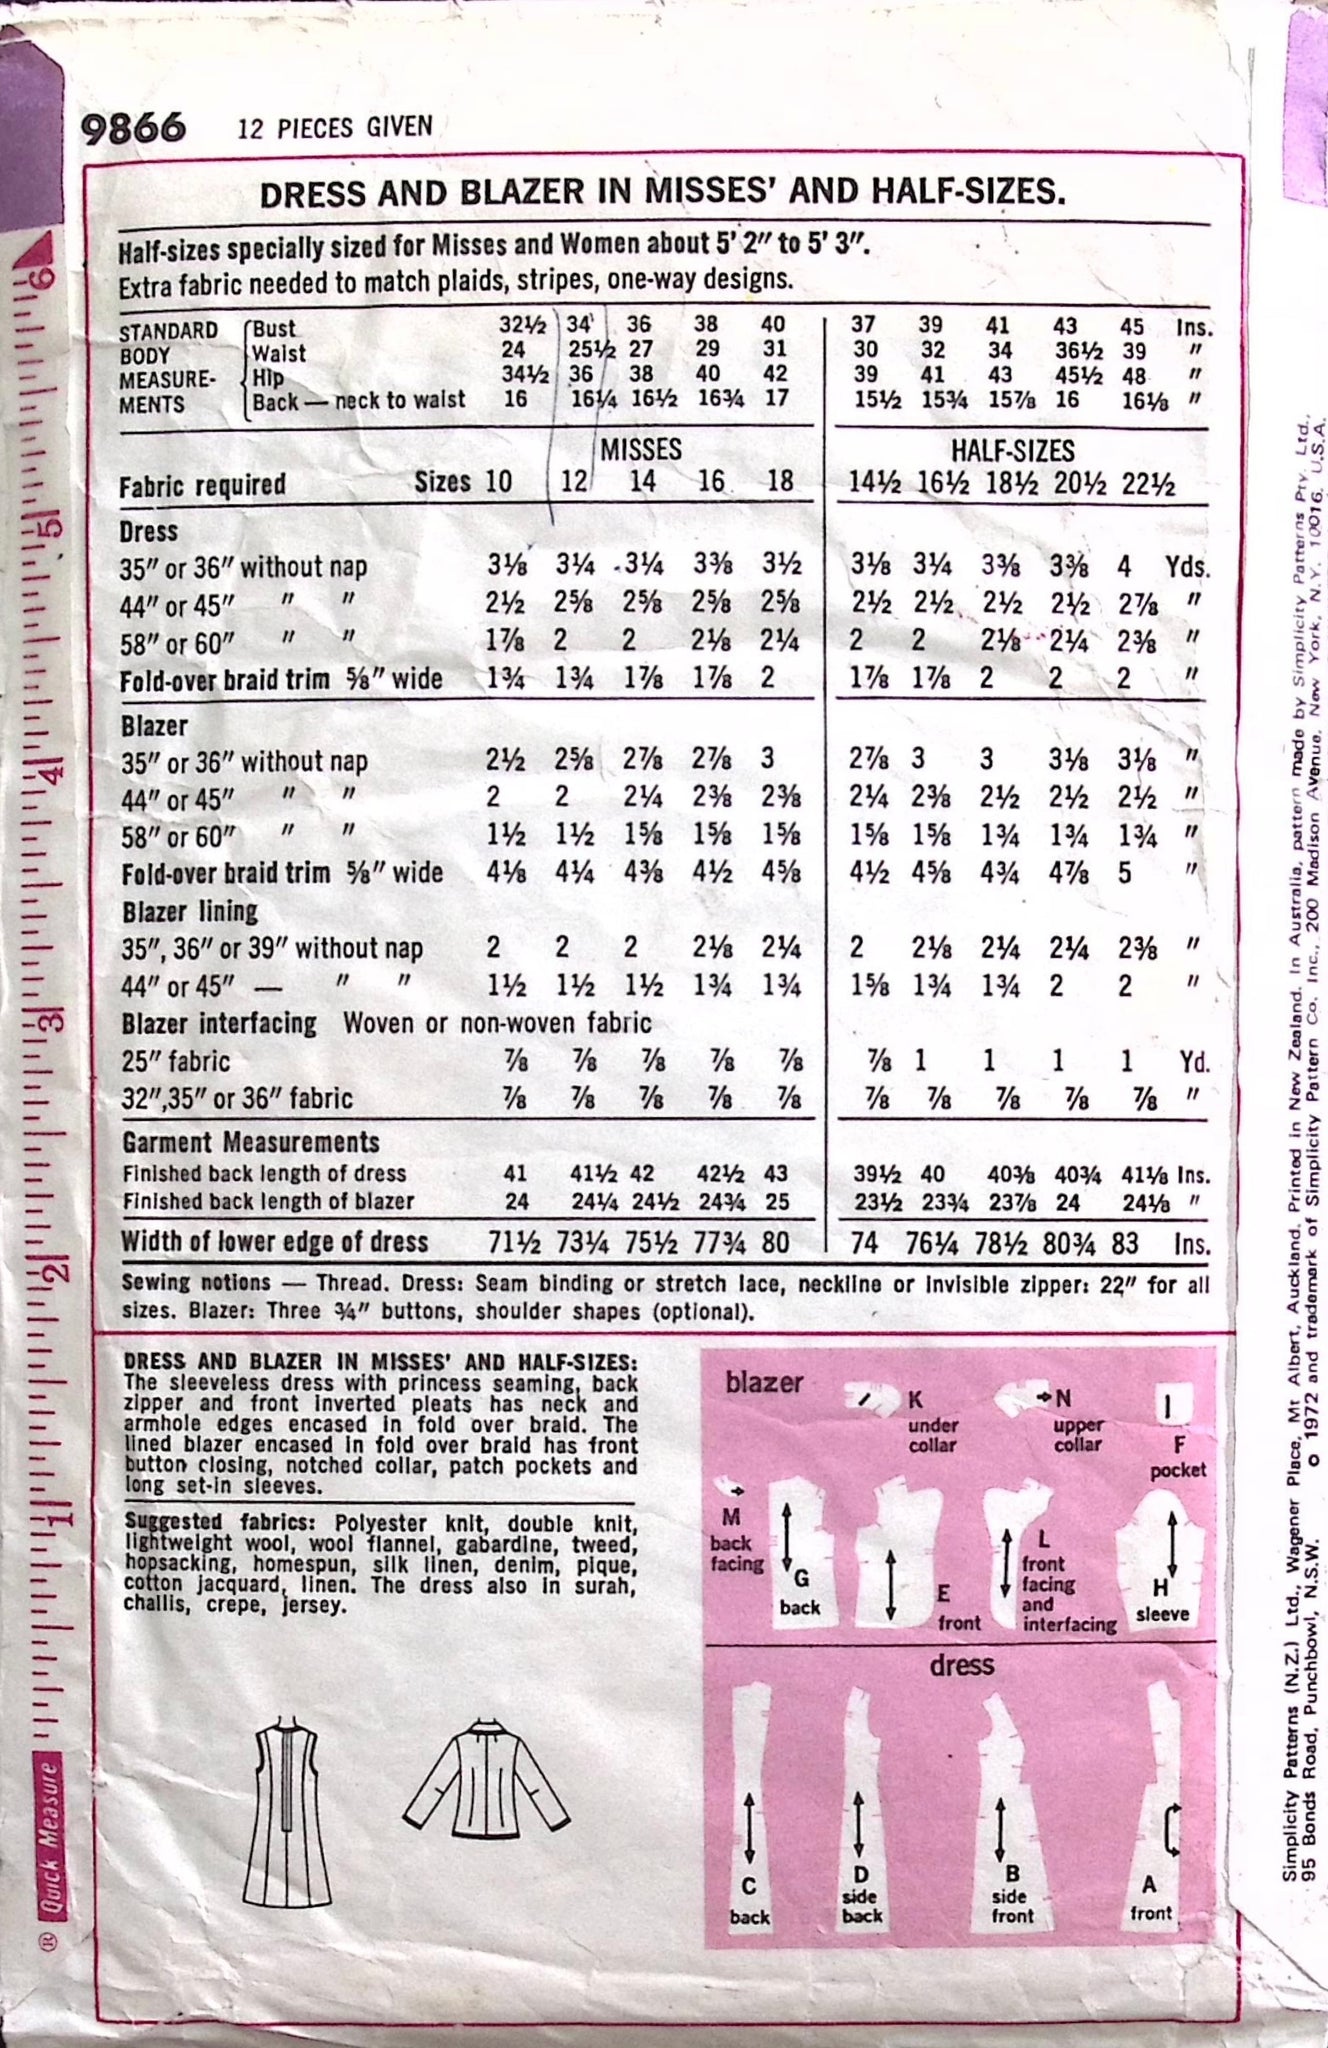 9866 12 PIECES GIVEN
DRESS AND BLAZER IN MISSES' AND HALF-SIZES.
Half-sizes specially sized for Misses and Women about 5' 2" to 5' 3".
Extra fabric needed to match plaids, stripes, one-way designs.
STANDARD Bust 32½ 34 36 38 40 37 39 41 43 45 Ins.
BODY Waist 24 25½ 27 29 31 30 32 34 36½ 39 "
MEASURE- Hip 34½ 36 38 40 42 39 41 43 45½ 48 "
MENTS Back — neck to waist 16 16¼ 16½ 16¾ 17 15½ 15¾ 15⅞ 16 16⅛ "
MISSES HALF-SIZES
Fabric required Sizes 10 12 14 16 18 14½ 16½ 18½ 20½ 22½
Dress
35" or 36" without nap 3⅛ 3¼ 3¼ 3⅜ 3½ 3⅛ 3¼ 3⅜ 3⅜ 4 Yds.
44" or 45" " " 2½ 2⅝ 2⅝ 2⅝ 2⅝ 2½ 2½ 2½ 2½ 2⅞ "
58" or 60" " " 1⅞ 2 2 2⅛ 2¼ 2 2 2⅛ 2¼ 2⅜ "
Fold-over braid trim ⅝" wide 1¾ 1¾ 1⅞ 1⅞ 2 1⅞ 1⅞ 2 2 2 "
Blazer
35" or 36" without nap 2½ 2⅝ 2⅞ 2⅞ 3 2⅞ 3 3 3⅛ 3⅛ "
44" or 45" " " 2 2 2¼ 2⅜ 2⅜ 2¼ 2⅜ 2½ 2½ 2½ "
58" or 60" " " 1½ 1½ 1⅝ 1⅝ 1⅝ 1⅝ 1⅝ 1¾ 1¾ 1¾ "
Fold-over braid trim ⅝" wide 4⅛ 4¼ 4⅜ 4½ 4⅝ 4½ 4⅝ 4¾ 4⅞ 5 "
Blazer lining
35", 36" or 39" without nap 2 2 2 2⅛ 2¼ 2 2⅛ 2¼ 2¼ 2⅜ "
44" or 45" — " " 1½ 1½ 1½ 1¾ 1¾ 1⅝ 1¾ 1¾ 2 2 "
Blazer interfacing Woven or non-woven fabric
25" fabric ⅞ ⅞ ⅞ ⅞ ⅞ ⅞ 1 1 1 1 Yd.
32",35" or 36" fabric ⅞ ⅞ ⅞ ⅞ ⅞ ⅞ ⅞ ⅞ ⅞ ⅞ "
Garment Measurements
Finished back length of dress 41 41½ 42 42½ 43 39½ 40 40⅜ 40¾ 41⅛ Ins.
Finished back length of blazer 24 24¼ 24½ 24¾ 25 23½ 23¾ 23⅞ 24 24⅛ "
Width of lower edge of dress 71½ 73¼ 75½ 77¾ 80 74 76¼ 78½ 80¾ 83 Ins.
Sewing notions — Thread. Dress: Seam binding or stretch lace, neckline or invisible zipper: 22" for all
sizes. Blazer: Three ¾" buttons, shoulder shapes (optional).
DRESS AND BLAZER IN MISSES' AND HALF-SIZES:
The sleeveless dress with princess seaming, back
zipper and front inverted pleats has neck and
armhole edges encased in fold over braid. The
lined blazer encased in fold over braid has front
button closing, notched collar, patch pockets and
long set-in sleeves.
Suggested fabrics: Polyester knit, double knit,
lightweight wool, wool flannel, gabardine, tweed,
hopsacking, homespun, silk linen, denim, pique,
cotton jacquard, linen. The dress also in surah,
challis, crepe, jersey.
blazer
K
under
collar
N
upper
collar
F
pocket
M
back
facing
G
back
E
front
L
front
facing
and
interfacing
H
sleeve
dress
C
back
D
side
back
B
side
front
A
front
6
5
4
3
2
1
Quick Measure
®
Simplicity Patterns (N.Z.) Ltd., Wagener Place, Mt Albert, Auckland. Printed in New Zealand. In Australia, pattern made by Simplicity Patterns Pty. Ltd.,
95 Bonds Road, Punchbowl, N.S.W. © 1972 and trademark of Simplicity Pattern Co. Inc., 200 Madison Avenue, New York, N.Y. 10016, U.S.A.